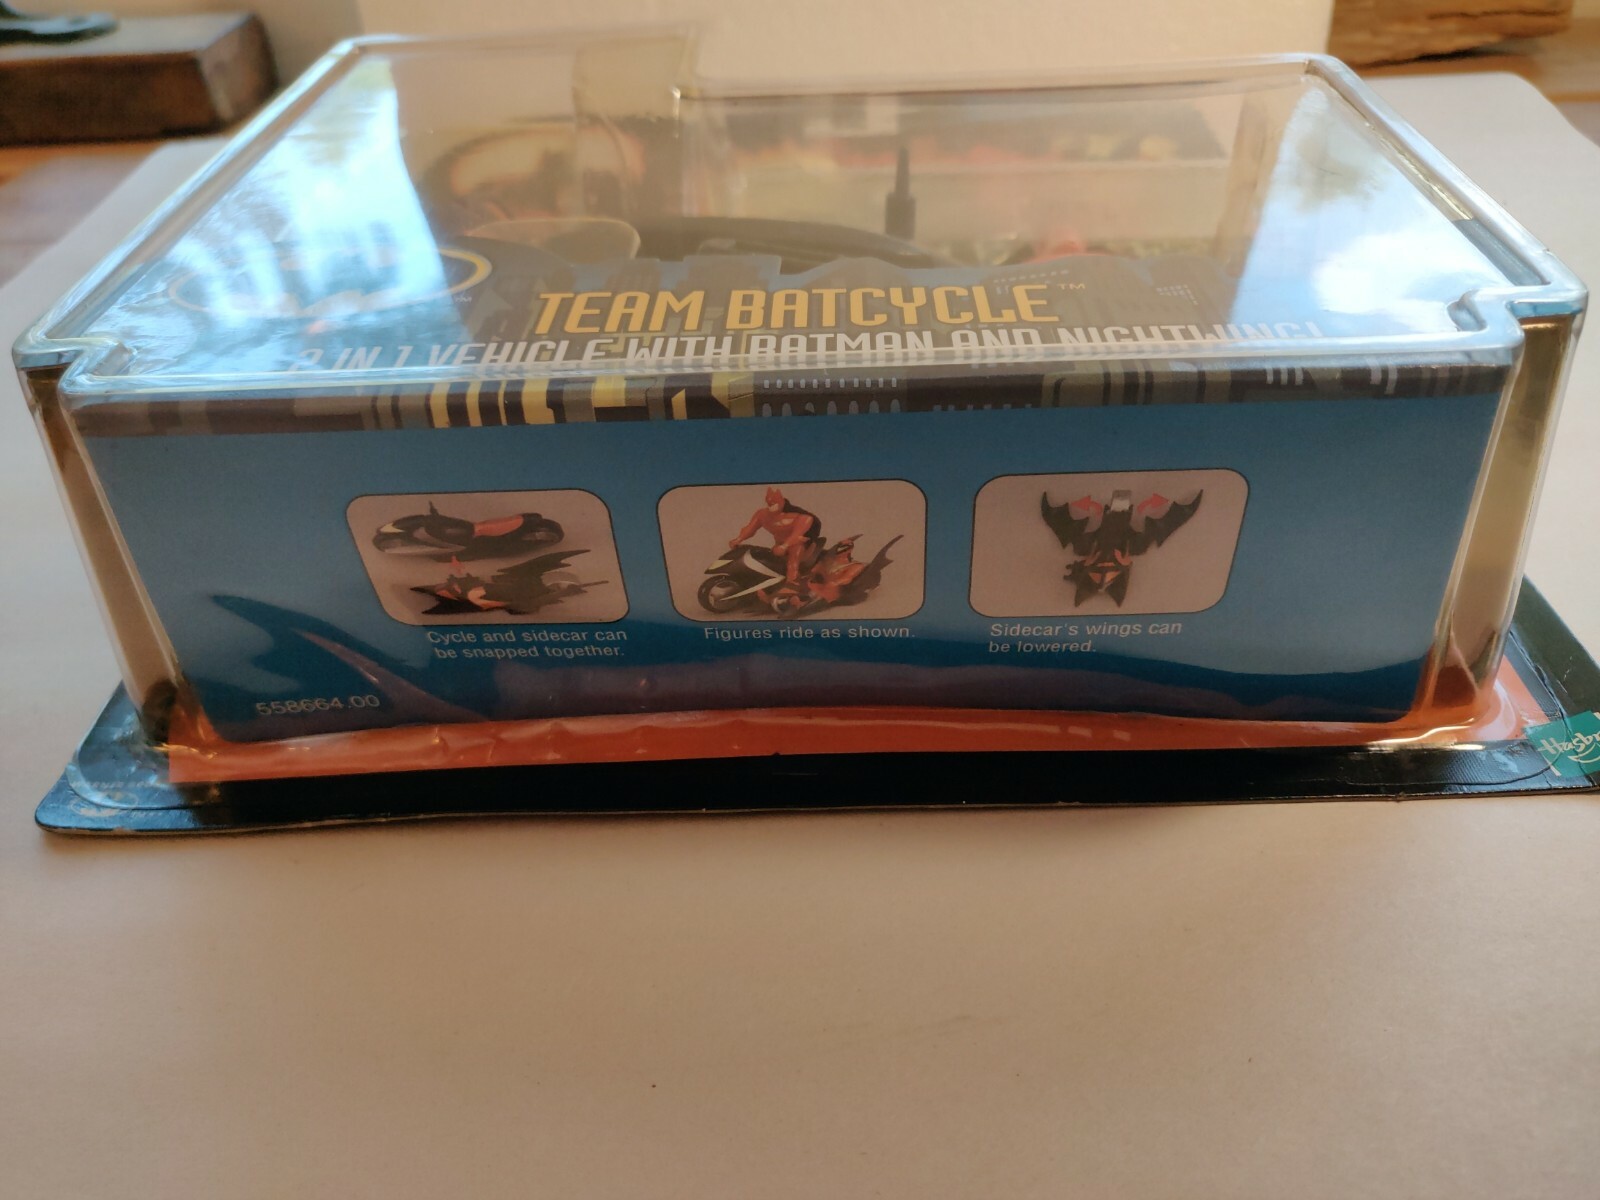 TEAM BATCYCLE™
2 IN 1 VEHICLE WITH BATMAN AND NIGHTWING!
Cycle and sidecar can
be snapped together.
Figures ride as shown.
Sidecar's wings can
be lowered.
558664.00
Hasbro